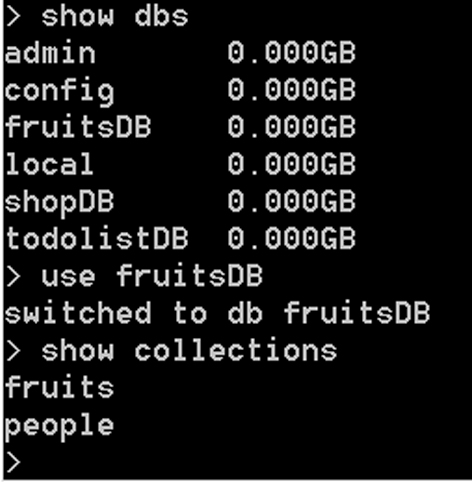 > show dbs
admin       0.000GB
config      0.000GB
fruitsDB    0.000GB
local       0.000GB
shopDB      0.000GB
todolistDB  0.000GB
> use fruitsDB
switched to db fruitsDB
> show collections
fruits
people
>